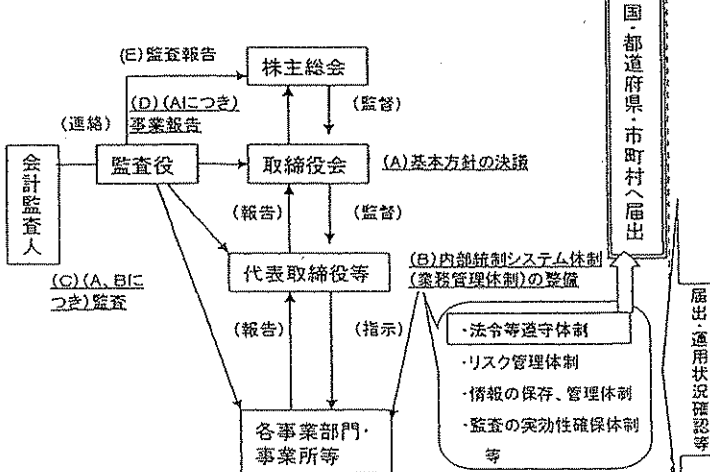 国・都道府県・市町村へ届出
(E)監査報告
株主総会
(D)(AIにつき)
事業報告
(監督)
(連絡)
会計監査人
監査役
取締役会
(A)基本方針の決議
(報告)
(監督)
代表取締役等
(B)内部統制システム体制
(業務管理体制)の整備
(C)(A、Bに
つき)監査
(報告)
(指示)
・法令等遵守体制
・リスク管理体制
・情報の保存、管理体制
・監査の実効性確保体制
等
各事業部門・
事業所等
届出・運用状況確認等